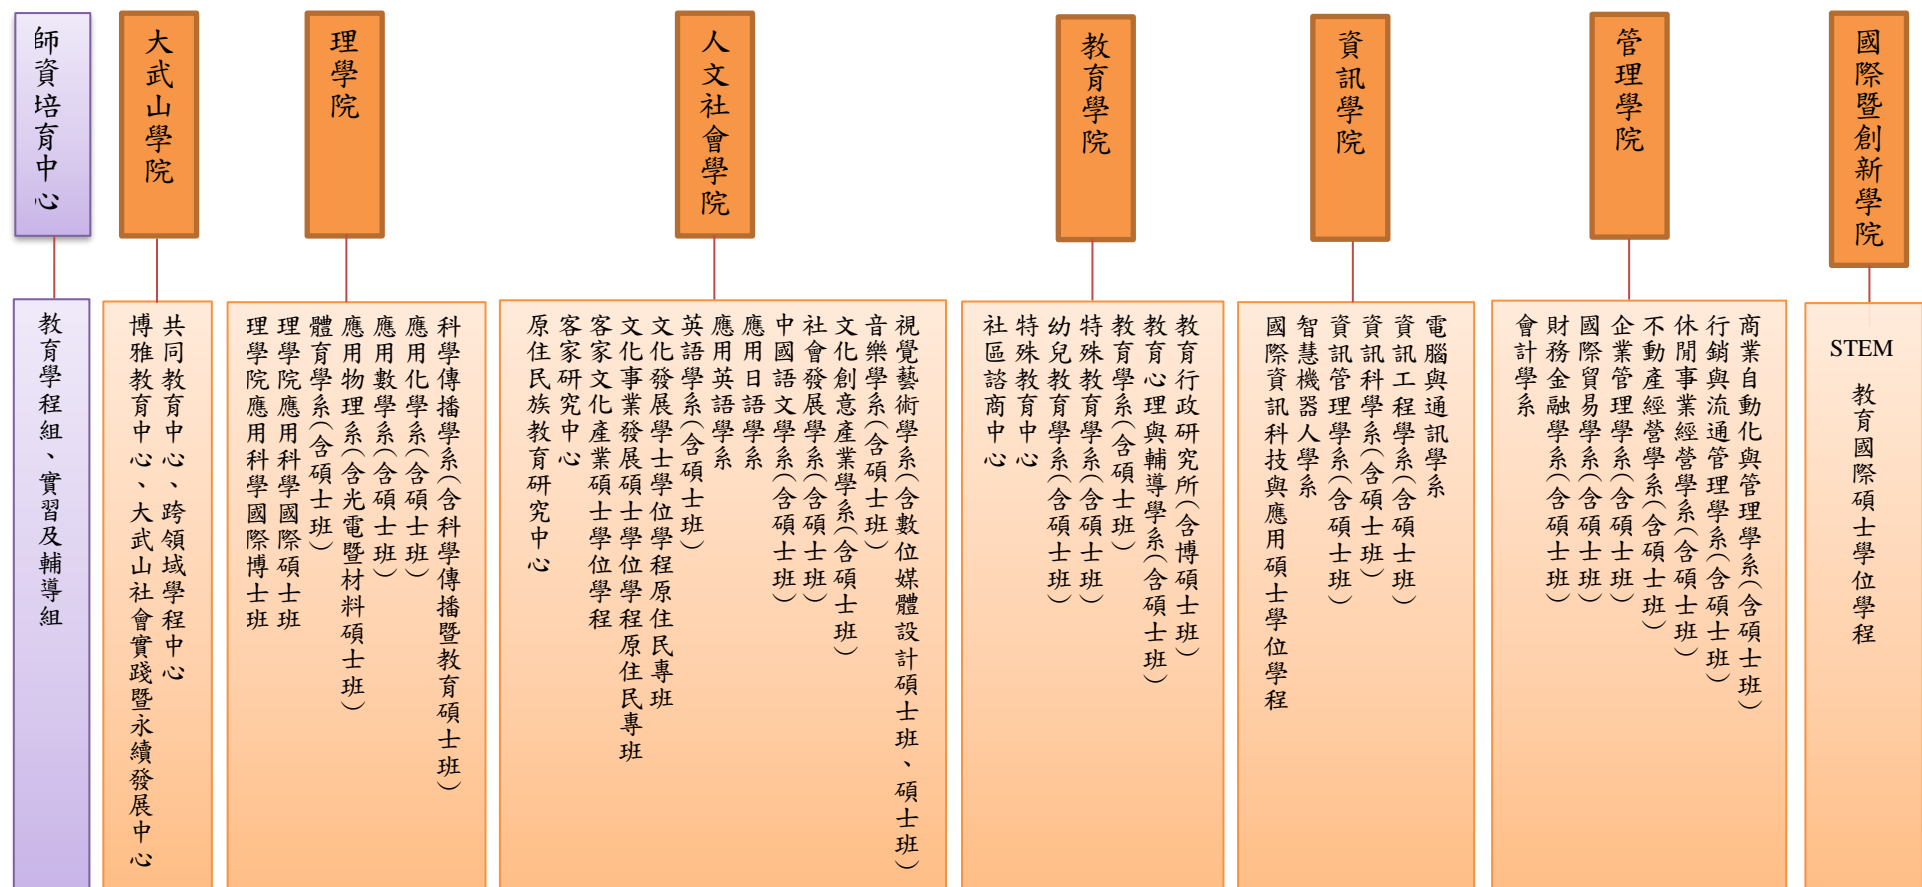 國際暨創新學院
STEM 教育國際碩士學位學程
管理學院
商業自動化與管理學系(含碩士班)
行銷與流通管理學系(含碩士班)
休閒事業經營學系(含碩士班)
不動產經營學系(含碩士班)
企業管理學系(含碩士班)
國際貿易學系(含碩士班)
財務金融學系(含碩士班)
會計學系
資訊學院
電腦與通訊學系
資訊工程學系(含碩士班)
資訊科學系(含碩士班)
資訊管理學系(含碩士班)
智慧機器人學系
國際資訊科技與應用碩士學位學程
教育學院
教育行政研究所(含博碩士班)
教育心理與輔導學系(含碩士班)
教育學系(含碩士班)
特殊教育學系(含碩士班)
幼兒教育學系(含碩士班)
特殊教育中心
社區諮商中心
人文社會學院
視覺藝術學系(含數位媒體設計碩士班、碩士班)
音樂學系(含碩士班)
文化創意產業學系(含碩士班)
社會發展學系(含碩士班)
中國語文學系(含碩士班)
應用日語學系
應用英語學系
英語學系(含碩士班)
文化發展學士學位學程原住民專班
文化事業發展碩士學位學程原住民專班
客家文化產業碩士學位學程
客家研究中心
原住民族教育研究中心
理學院
科學傳播學系(含科學傳播暨教育碩士班)
應用化學系(含碩士班)
應用數學系(含碩士班)
應用物理系(含光電暨材料碩士班)
體育學系(含碩士班)
理學院應用科學國際碩士班
理學院應用科學國際博士班
大武山學院
共同教育中心、跨領域學程中心
博雅教育中心、大武山社會實踐暨永續發展中心
師資培育中心
教育學程組、實習及輔導組